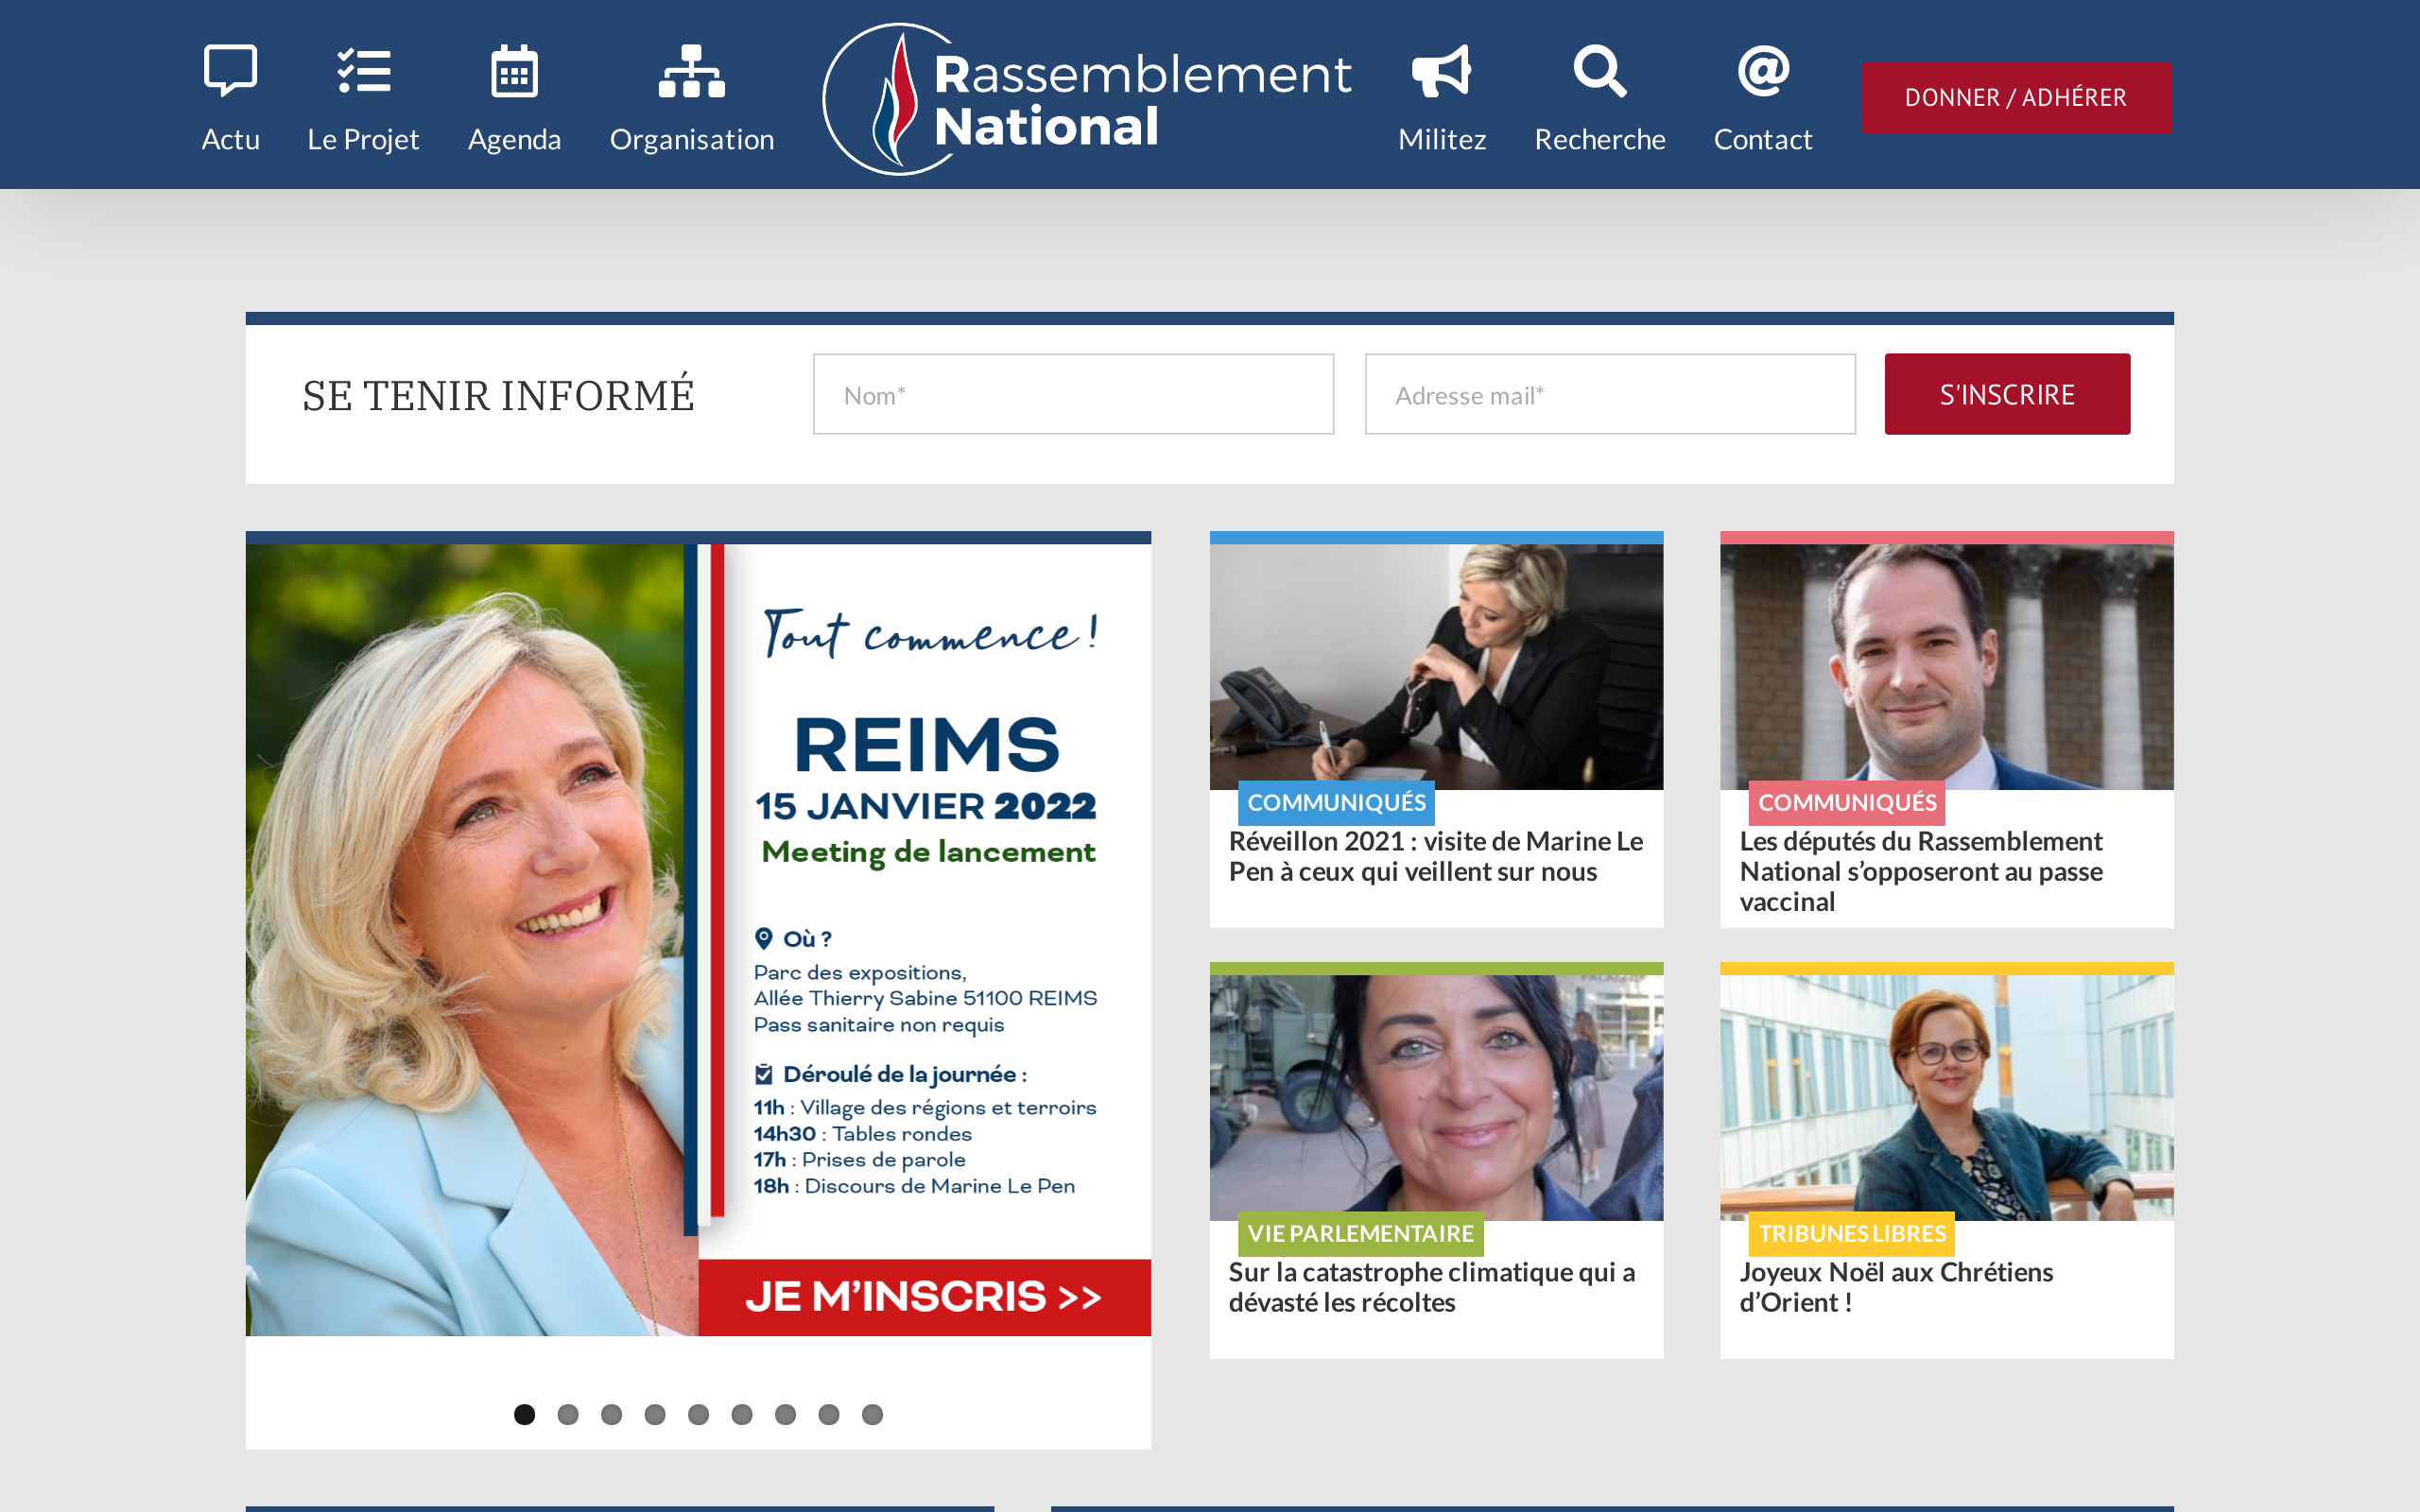 Actu
Le Projet
Agenda
Organisation
Rassemblement
National
Militez
Recherche
Contact
DONNER / ADHÉRER
SE TENIR INFORMÉ
Nom*
Adresse mail*
S'INSCRIRE
Tout commence !
REIMS
15 JANVIER 2022
Meeting de lancement
Où ?
Parc des expositions,
Allée Thierry Sabine 51100 REIMS
Pass sanitaire non requis
Déroulé de la journée :
11h : Village des régions et terroirs
14h30 : Tables rondes
17h : Prises de parole
18h : Discours de Marine Le Pen
JE M’INSCRIS >>
COMMUNIQUÉS
Réveillon 2021 : visite de Marine Le
Pen à ceux qui veillent sur nous
COMMUNIQUÉS
Les députés du Rassemblement
National s’opposeront au passe
vaccinal
VIE PARLEMENTAIRE
Sur la catastrophe climatique qui a
dévasté les récoltes
TRIBUNES LIBRES
Joyeux Noël aux Chrétiens
d’Orient !